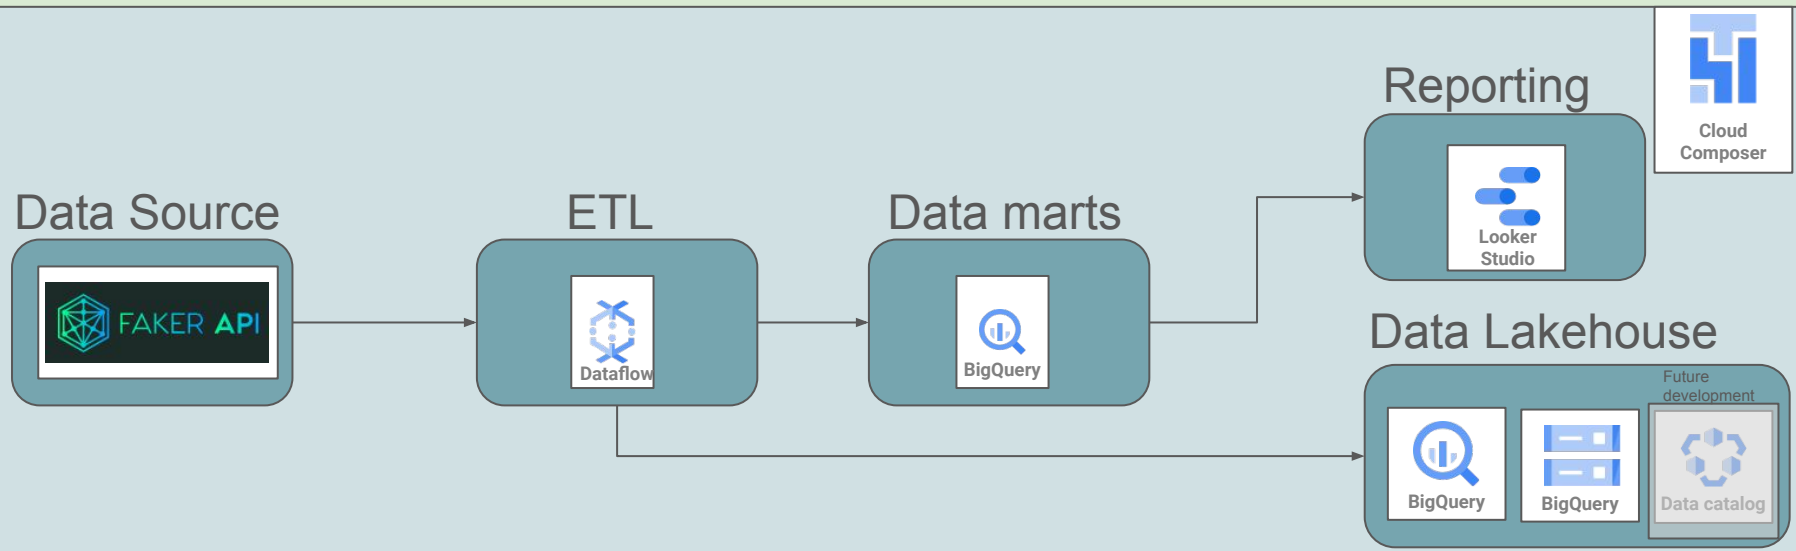 Cloud
Composer
Reporting
Looker
Studio
Data Source
FAKER API
ETL
Dataflow
Data marts
BigQuery
Data Lakehouse
Future
development
BigQuery
BigQuery
Data catalog